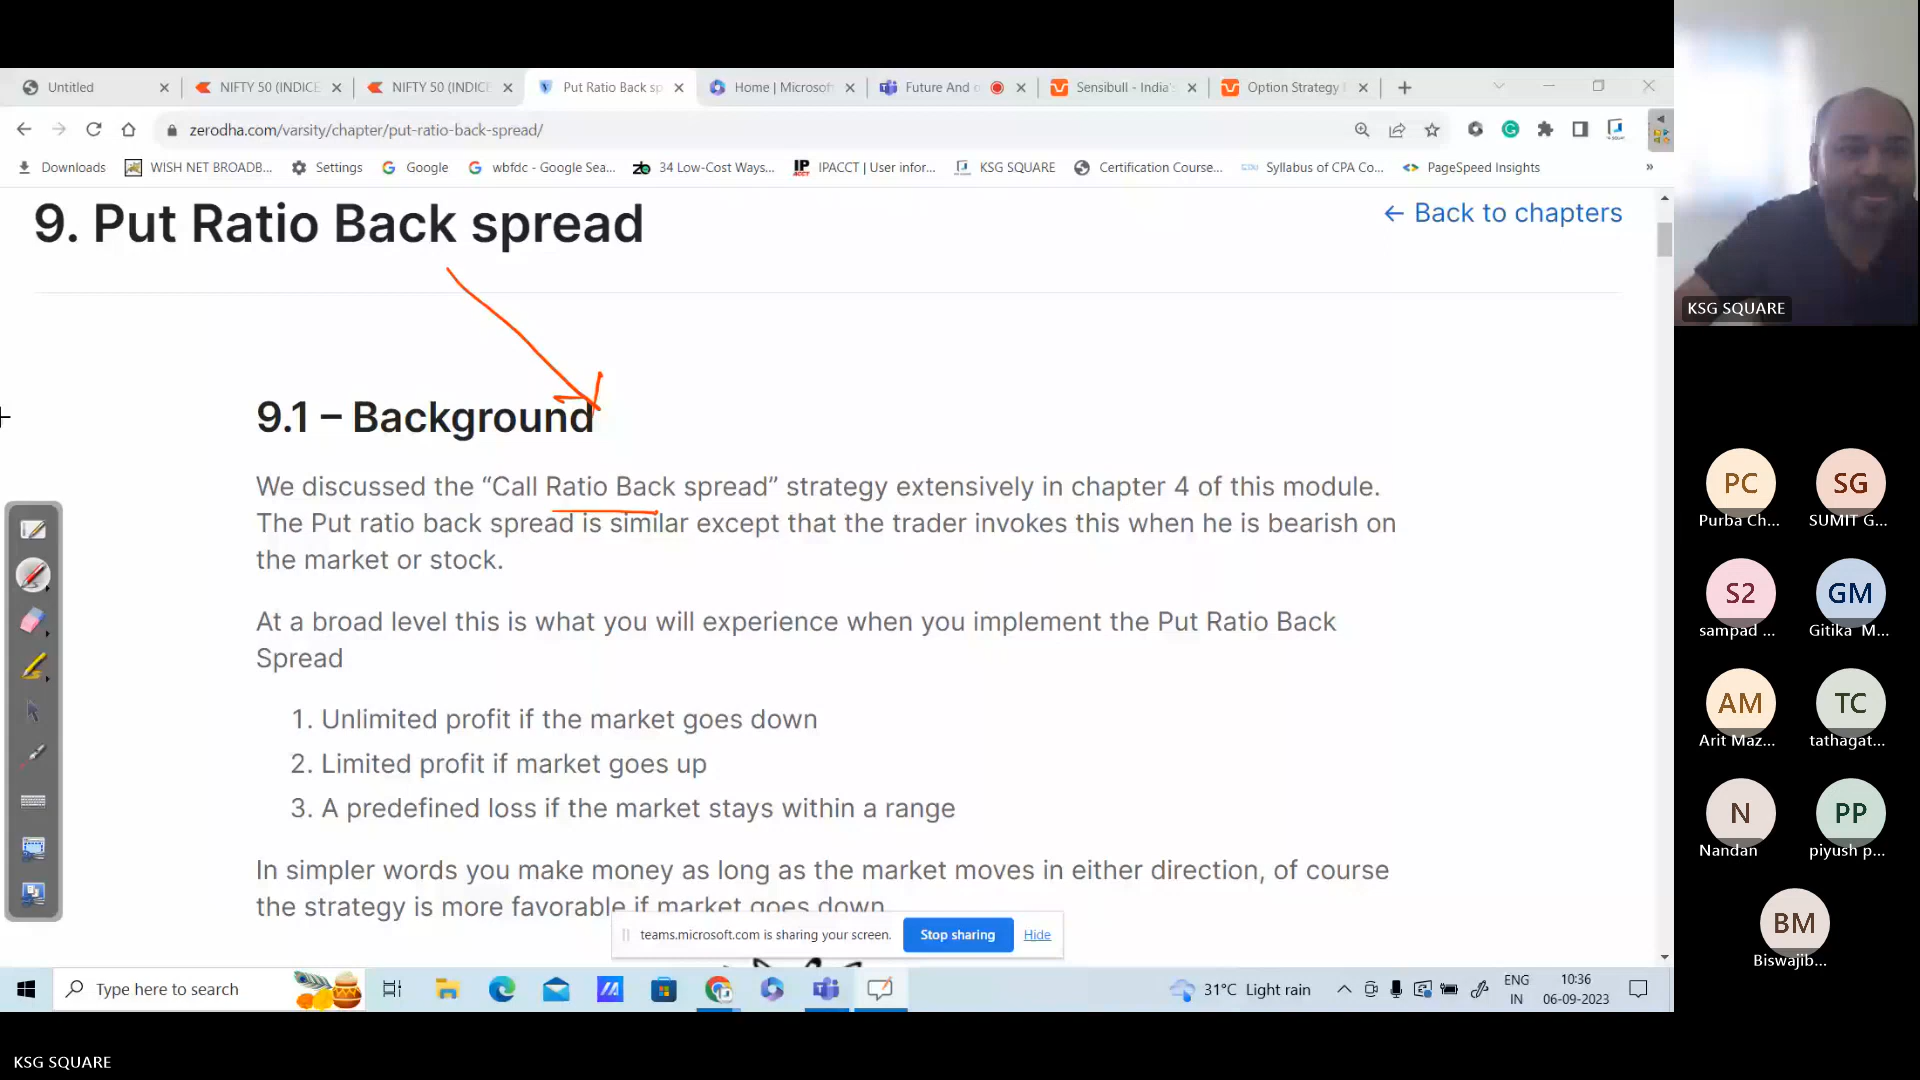 Untitled
NIFTY 50 (INDICE
NIFTY 50 (INDICE
Put Ratio Back sp
Home | Microsof
Future And o
Sensibull - India's
Option Strategy
zerodha.com/varsity/chapter/put-ratio-back-spread/
Downloads
WISH NET BROADB...
Settings
Google
wbfdc - Google Sea...
34 Low-Cost Ways...
IPACCT | User infor...
KSG SQUARE
Certification Course...
Syllabus of CPA Co...
PageSpeed Insights
»
9. Put Ratio Back spread
← Back to chapters
9.1 – Background
We discussed the “Call Ratio Back spread” strategy extensively in chapter 4 of this module.
The Put ratio back spread is similar except that the trader invokes this when he is bearish on
the market or stock.
At a broad level this is what you will experience when you implement the Put Ratio Back
Spread
1. Unlimited profit if the market goes down
2. Limited profit if market goes up
3. A predefined loss if the market stays within a range
In simpler words you make money as long as the market moves in either direction, of course
the strategy is more favorable if market goes down
teams.microsoft.com is sharing your screen.
Stop sharing
Hide
Type here to search
31°C Light rain
ENG
IN
10:36
06-09-2023
KSG SQUARE
PC
Purba Ch...
SG
SUMIT G...
S2
sampad ...
GM
Gitika M...
AM
Arit Maz...
TC
tathagat...
N
Nandan
PP
piyush p...
BM
Biswajib...
KSG SQUARE